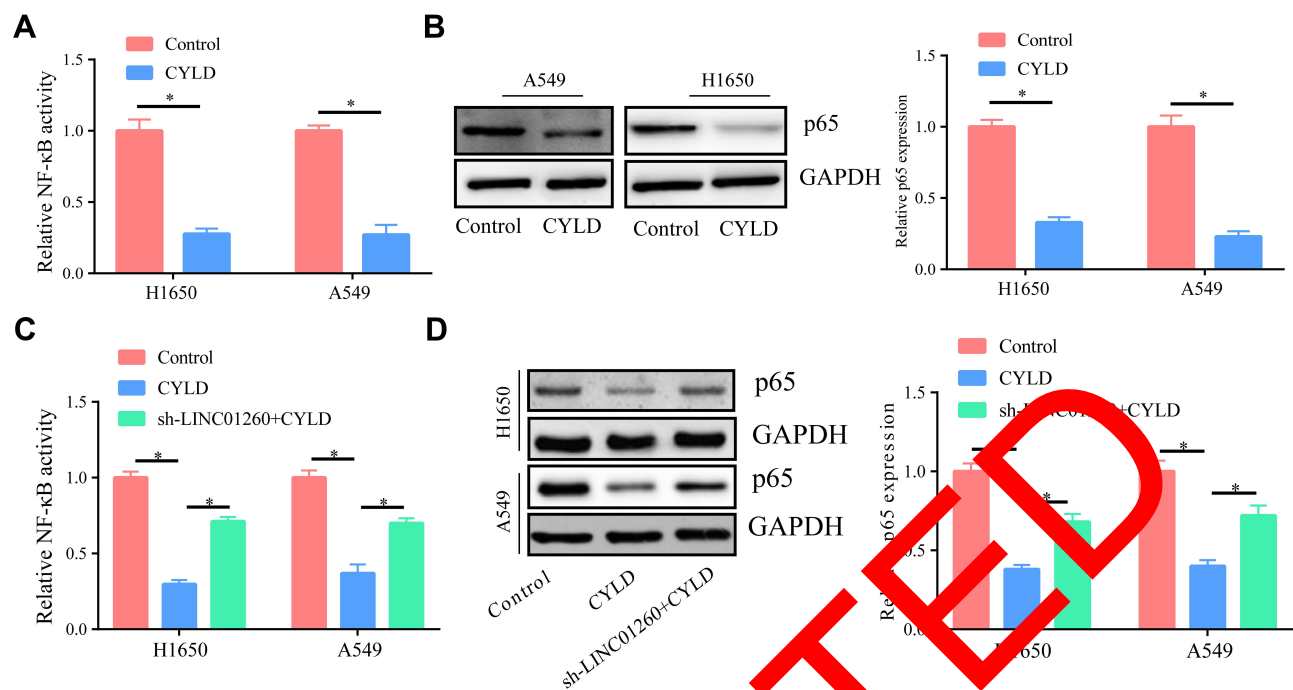 A
Control
CYLD
Relative NF-κB activity
1.5
1.0
0.5
0.0
*
*
H1650
A549
B
A549
H1650
p65
GAPDH
Control
CYLD
Control
CYLD
Control
CYLD
Relative p65 expression
1.5
1.0
0.5
0.0
*
*
H1650
A549
C
Control
CYLD
sh-LINC01260+CYLD
Relative NF-κB activity
1.5
1.0
0.5
0.0
*
*
*
*
H1650
A549
D
H1650
p65
GAPDH
A549
p65
GAPDH
Control
CYLD
sh-LINC01260+CYLD
Control
CYLD
p65 expression
1.5
1.0
*
*
*
A549
TED